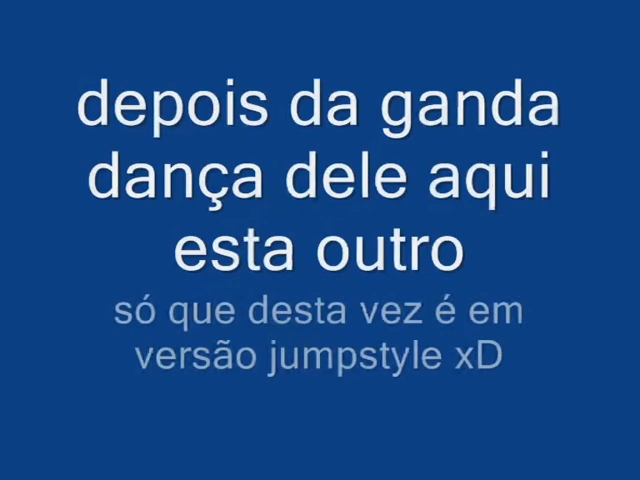 depois da ganda
dança dele aqui
esta outro
só que desta vez é em
versão jumpstyle xD